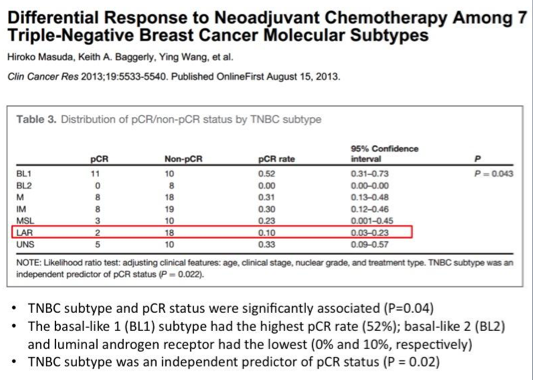 Differential Response to Neoadjuvant Chemotherapy Among 7
Triple-Negative Breast Cancer Molecular Subtypes
Hiroko Masuda, Keith A. Baggerly, Ying Wang, et al.
Clin Cancer Res 2013;19:5533-5540. Published OnlineFirst August 15, 2013.
Table 3. Distribution of pCR/non-pCR status by TNBC subtype
pCR Non-pCR pCR rate 95% Confidence interval P
BL1 11 10 0.52 0.31–0.73 P = 0.043
BL2 0 8 0.00 0.00–0.00
M 8 18 0.31 0.13–0.48
IM 8 19 0.30 0.12–0.46
MSL 3 10 0.23 0.001–0.45
LAR 2 18 0.10 0.03–0.23
UNS 5 10 0.33 0.09–0.57
NOTE: Likelihood ratio test: adjusting clinical features: age, clinical stage, nuclear grade, and treatment type. TNBC subtype was an
independent predictor of pCR status (P = 0.022).
• TNBC subtype and pCR status were significantly associated (P=0.04)
• The basal-like 1 (BL1) subtype had the highest pCR rate (52%); basal-like 2 (BL2)
and luminal androgen receptor had the lowest (0% and 10%, respectively)
• TNBC subtype was an independent predictor of pCR status (P = 0.02)